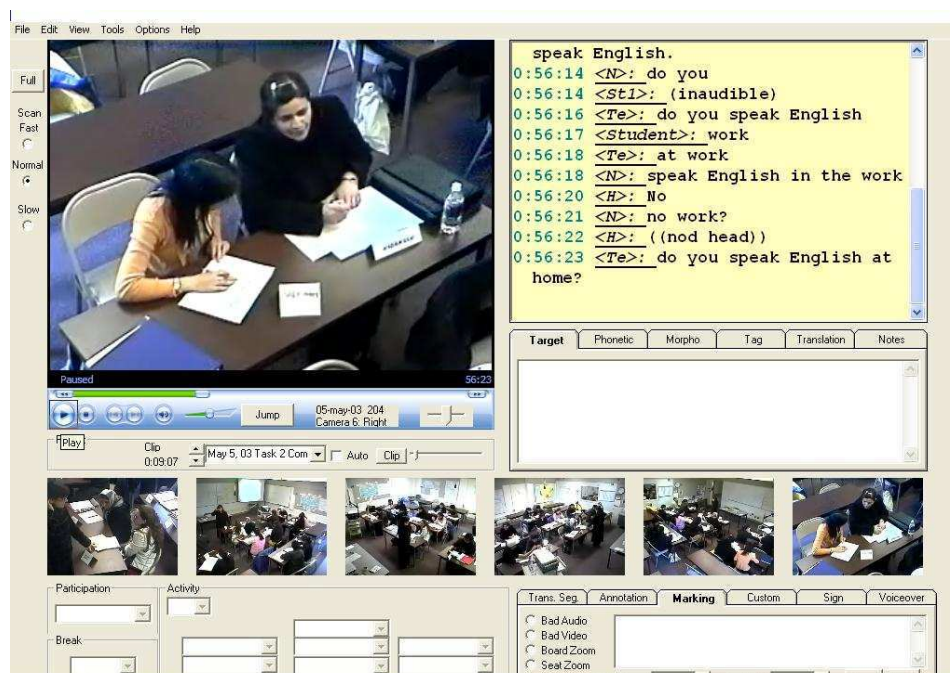 File Edit View Tools Options Help
Full
Scan
Fast
Normal
Slow
Paused 56:23
Jump
05-may-03 204
Camera 6: Right
Play
Clip
0:09:07
May 5, 03 Task 2 Com
Auto
Clip
speak English.
0:56:14 <N>: do you
0:56:14 <St1>: (inaudible)
0:56:16 <Te>: do you speak English
0:56:17 <Student>: work
0:56:18 <Te>: at work
0:56:18 <N>: speak English in the work
0:56:20 <H>: No
0:56:21 <N>: no work?
0:56:22 <H>: ((nod head))
0:56:23 <Te>: do you speak English at
home?
Target Phonetic Morpho Tag Translation Notes
Participation
Activity
Break
Trans. Seg. Annotation Marking Custom Sign Voiceover
Bad Audio
Bad Video
Board Zoom
Seat Zoom